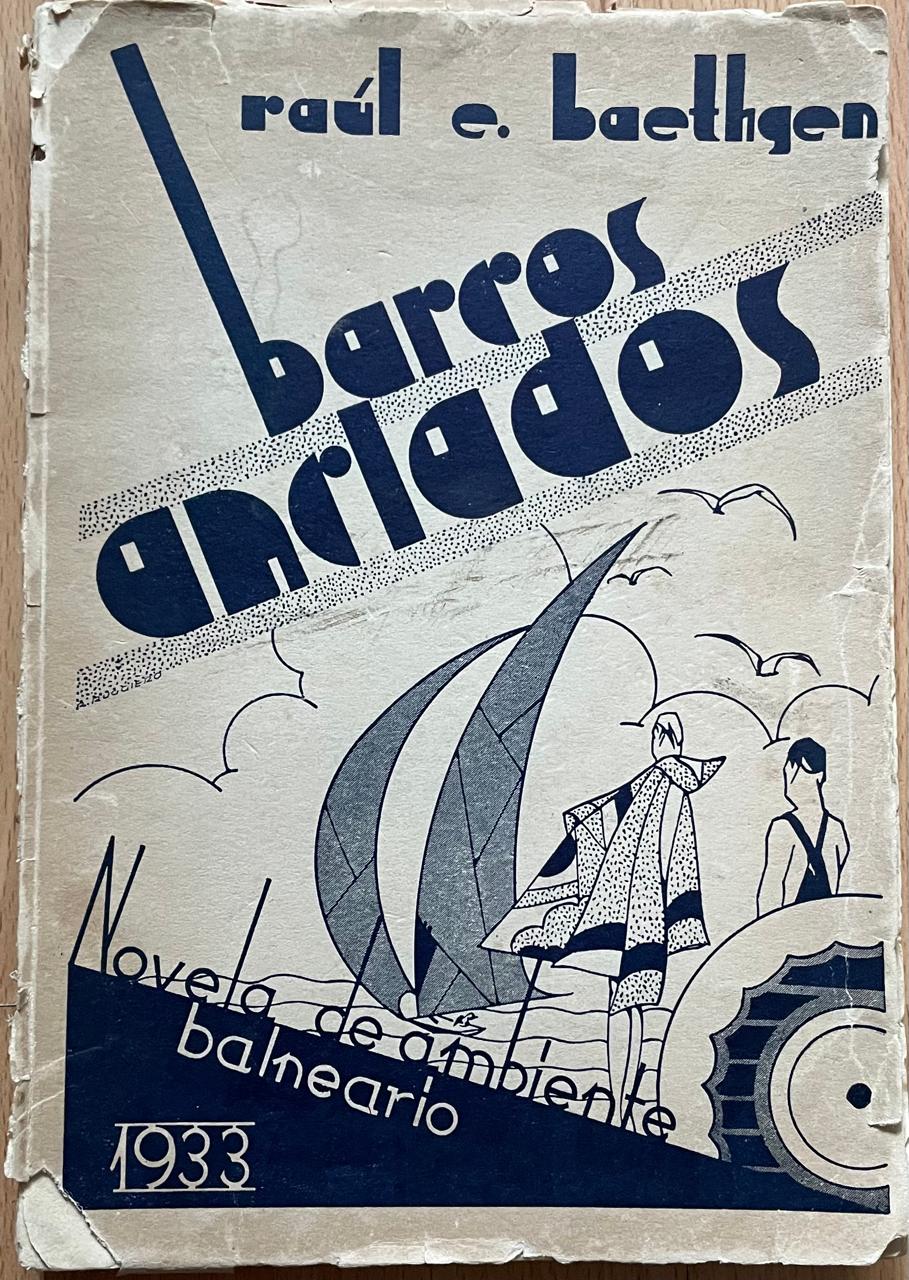 raúl e. baethgen
barcos
anclados
Novela de ambiente
balneario
1933